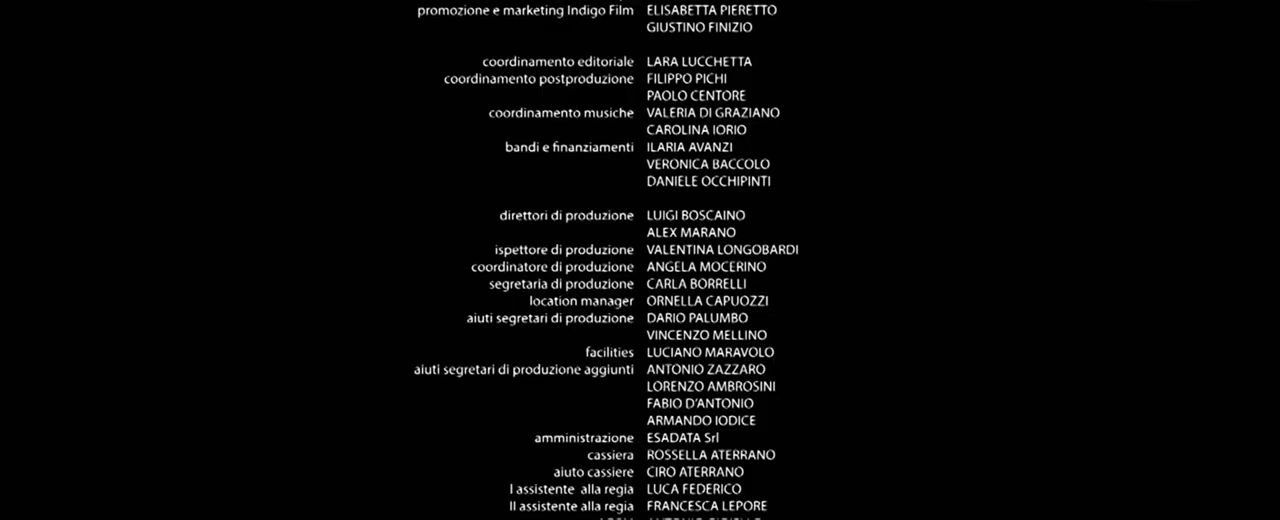 promozione e marketing Indigo Film ELISABETTA PIERETTO
GIUSTINO FINIZIO
coordinamento editoriale LARA LUCCHETTA
coordinamento postproduzione FILIPPO PICHI
PAOLO CENTORE
coordinamento musiche VALERIA DI GRAZIANO
CAROLINA IORIO
bandi e finanziamenti ILARIA AVANZI
VERONICA BACCOLO
DANIELE OCCHIPINTI
direttori di produzione LUIGI BOSCAINO
ALEX MARANO
ispettore di produzione VALENTINA LONGOBARDI
coordinatore di produzione ANGELA MOCERINO
segretaria di produzione CARLA BORRELLI
location manager ORNELLA CAPUOZZI
aiuti segretari di produzione DARIO PALUMBO
VINCENZO MELLINO
facilities LUCIANO MARAVOLO
aiuti segretari di produzione aggiunti ANTONIO ZAZZARO
LORENZO AMBROSINI
FABIO D'ANTONIO
ARMANDO IODICE
amministrazione ESADATA Srl
cassiera ROSSELLA ATERRANO
aiuto cassiere CIRO ATERRANO
I assistente alla regia LUCA FEDERICO
II assistente alla regia FRANCESCA LEPORE